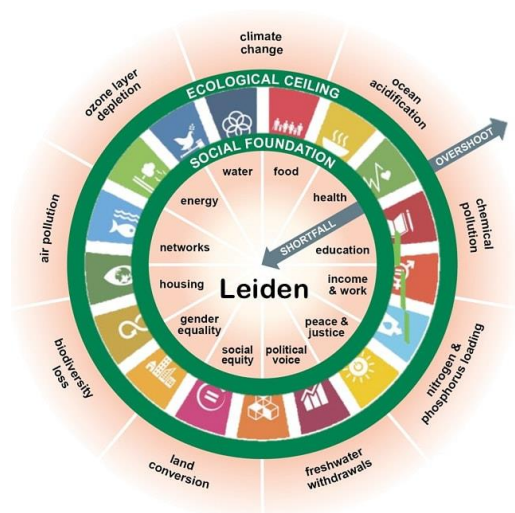 climate
change
ozone layer
depletion
ocean
acidification
ECOLOGICAL CEILING
OVERSHOOT
SOCIAL FOUNDATION
water
food
energy
health
SHORTFALL
air pollution
chemical
pollution
networks
education
housing
Leiden
income
& work
gender
equality
peace &
justice
social
equity
political
voice
biodiversity
loss
nitrogen &
phosphorus loading
land
conversion
freshwater
withdrawals